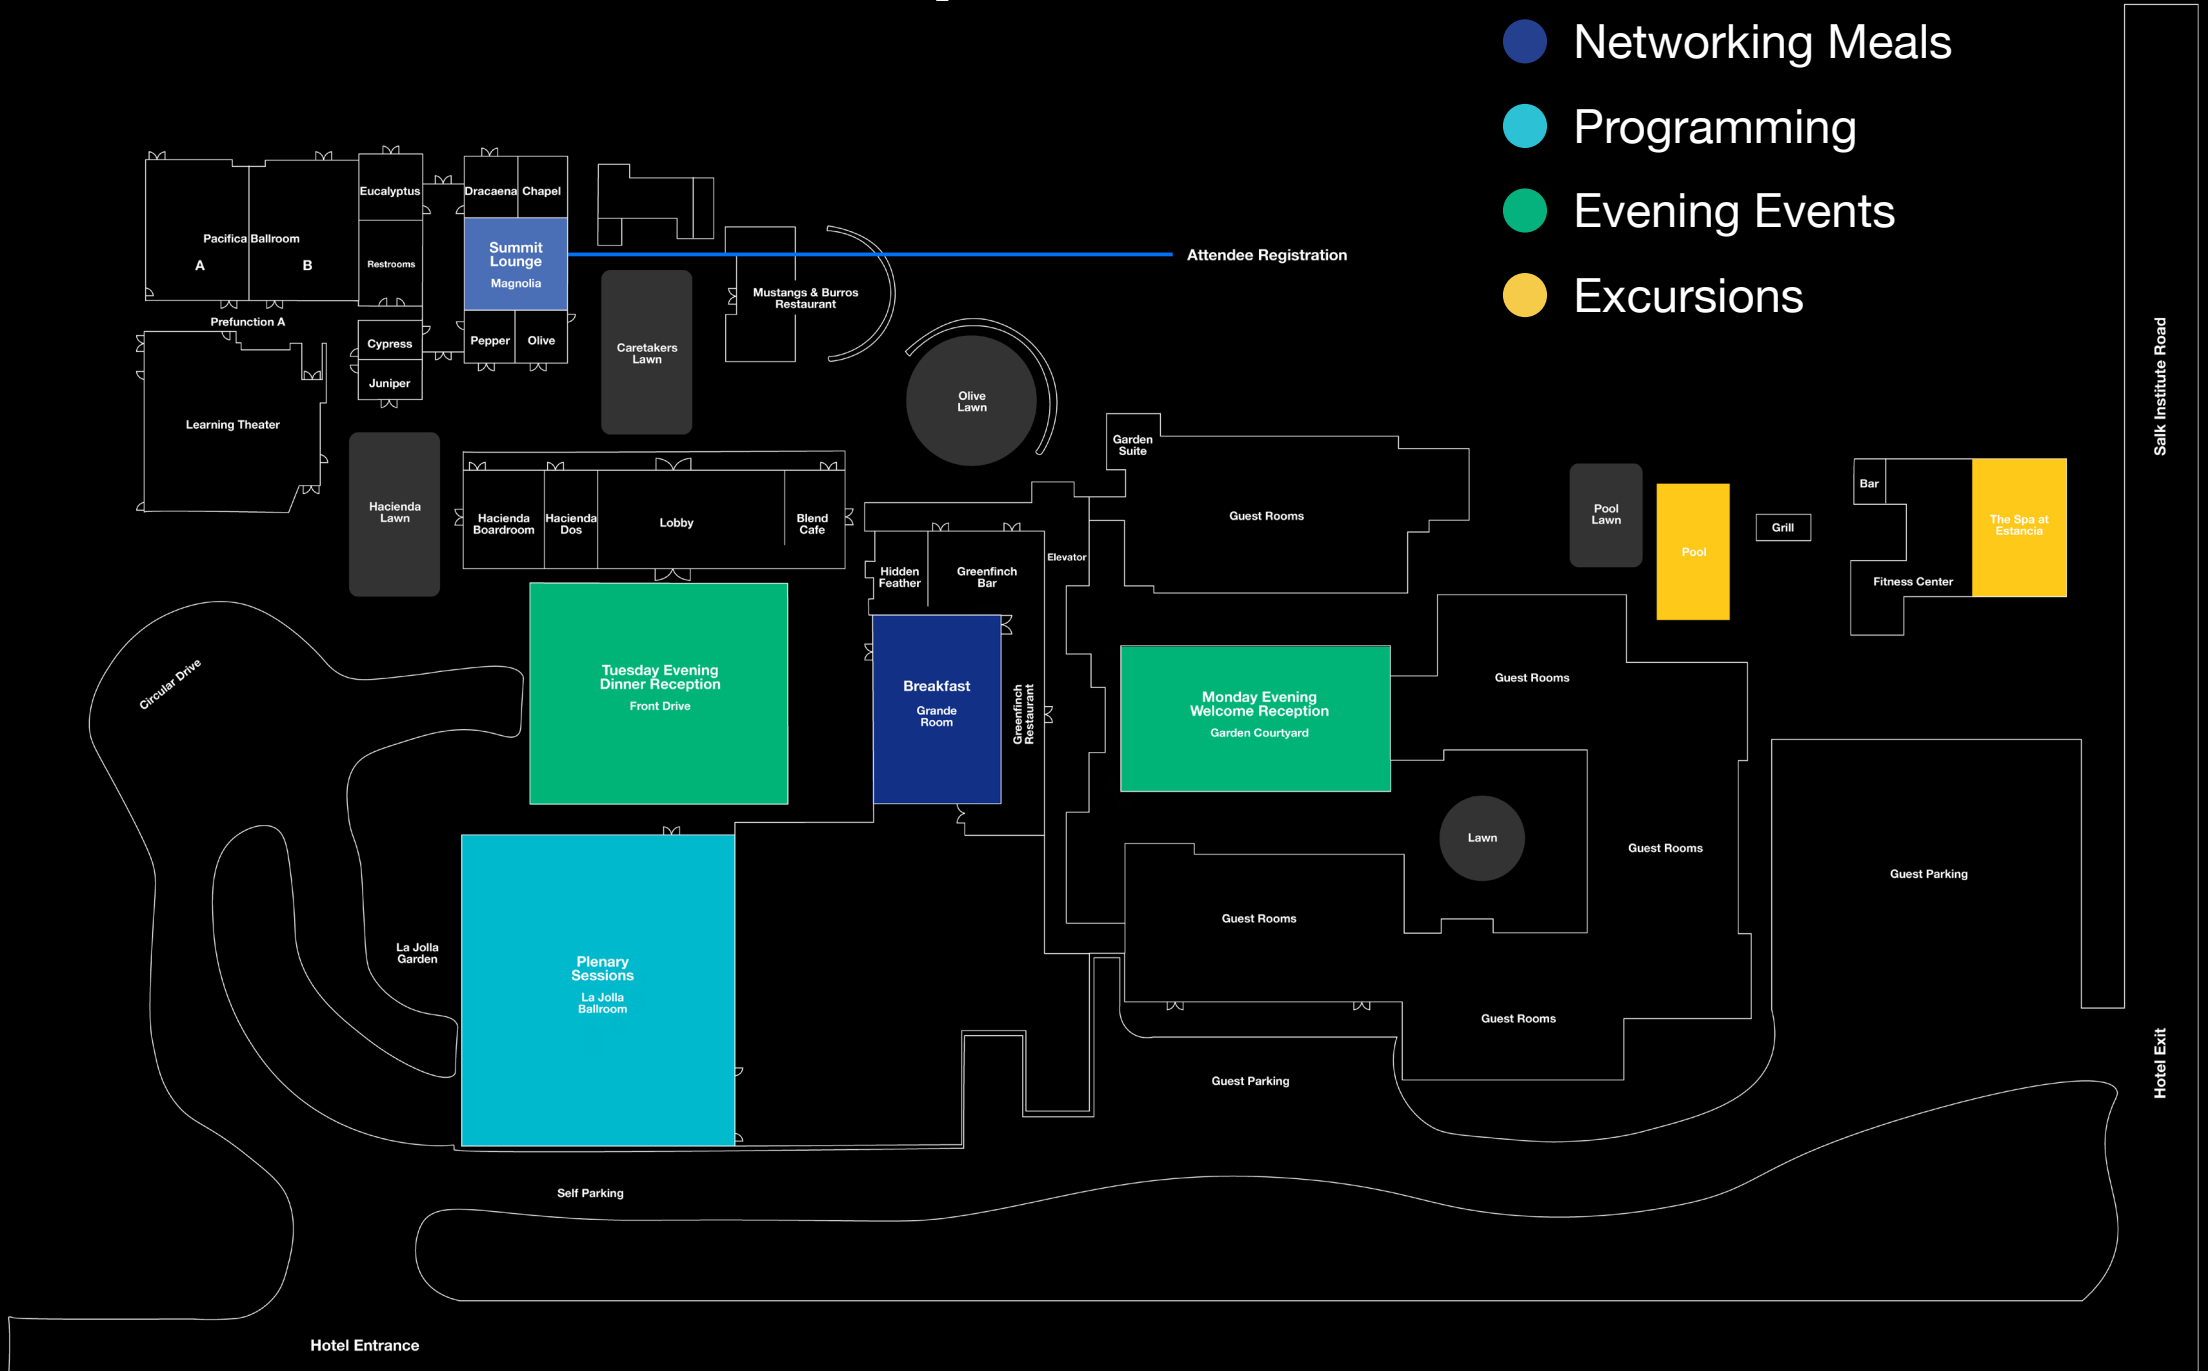 Networking Meals
Programming
Evening Events
Excursions
Eucalyptus
Dracaena
Chapel
Pacifica Ballroom
A
B
Restrooms
Summit
Lounge
Magnolia
Attendee Registration
Mustangs & Burros
Restaurant
Prefunction A
Cypress
Pepper
Olive
Caretakers
Lawn
Juniper
Olive
Lawn
Learning Theater
Salk Institute Road
Garden
Suite
Guest Rooms
Hacienda
Lawn
Hacienda
Boardroom
Hacienda
Dos
Lobby
Blend
Cafe
Pool
Lawn
Pool
Grill
Bar
The Spa at
Estancia
Fitness Center
Hidden
Feather
Greenfinch
Bar
Elevator
Circular Drive
Tuesday Evening
Dinner Reception
Front Drive
Breakfast
Grande
Room
Greenfinch
Restaurant
Monday Evening
Welcome Reception
Garden Courtyard
Guest Rooms
Lawn
Guest Rooms
Guest Parking
La Jolla
Garden
Plenary
Sessions
La Jolla
Ballroom
Guest Rooms
Guest Rooms
Guest Parking
Hotel Exit
Self Parking
Hotel Entrance